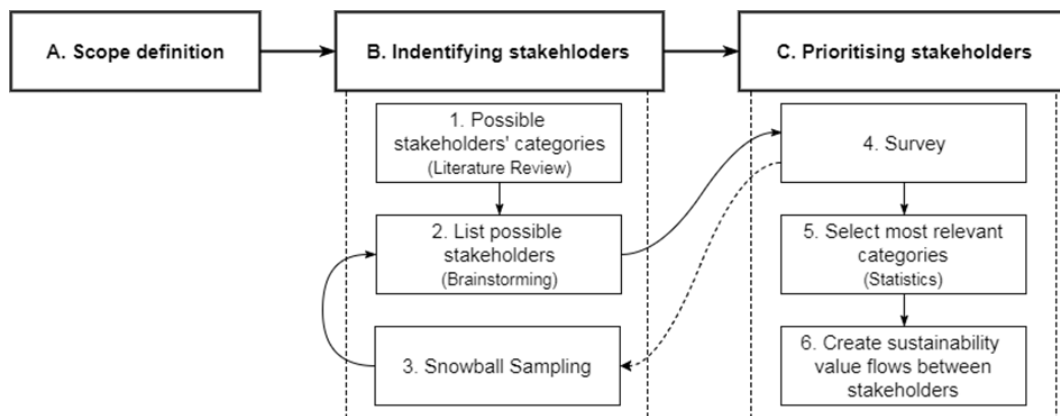 A. Scope definition
B. Indentifying stakehloders
C. Prioritising stakeholders
1. Possible
stakeholders' categories
(Literature Review)
2. List possible
stakeholders
(Brainstorming)
3. Snowball Sampling
4. Survey
5. Select most relevant
categories
(Statistics)
6. Create sustainability
value flows between
stakeholders